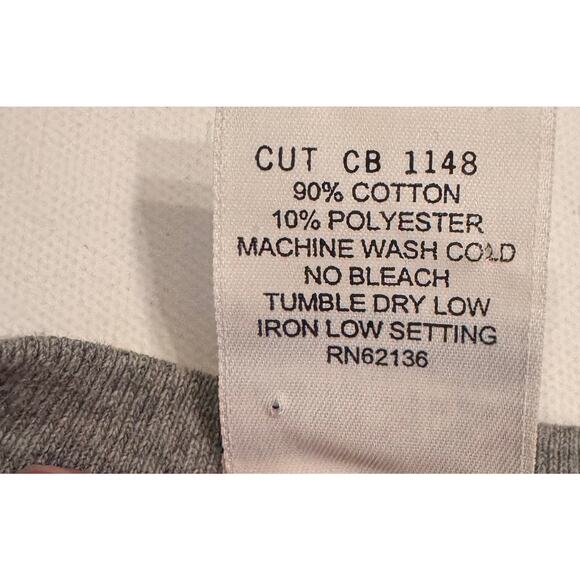 CUT CB 1148
90% COTTON
10% POLYESTER
MACHINE WASH COLD
NO BLEACH
TUMBLE DRY LOW
IRON LOW SETTING
RN62136